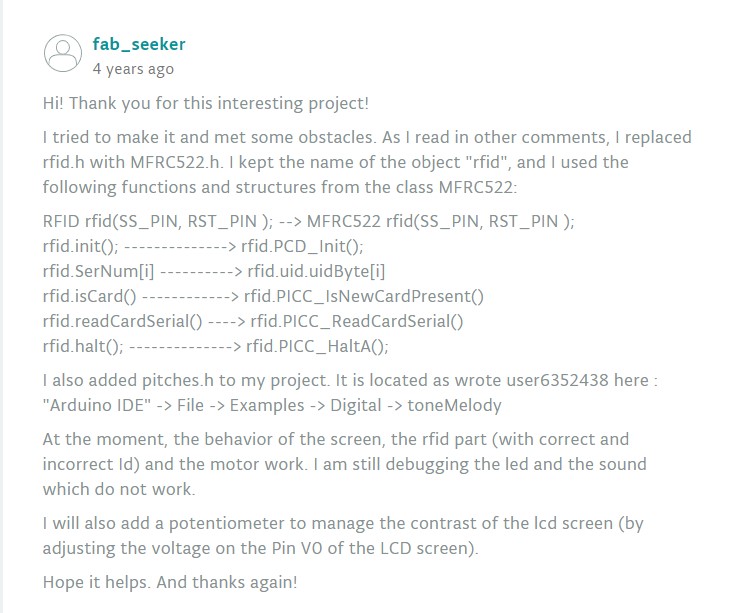 fab_seeker
4 years ago
Hi! Thank you for this interesting project!
I tried to make it and met some obstacles. As I read in other comments, I replaced
rfid.h with MFRC522.h. I kept the name of the object "rfid", and I used the
following functions and structures from the class MFRC522:
RFID rfid(SS_PIN, RST_PIN ); --> MFRC522 rfid(SS_PIN, RST_PIN );
rfid.init(); --------------> rfid.PCD_Init();
rfid.SerNum[i] ----------> rfid.uid.uidByte[i]
rfid.isCard() ------------> rfid.PICC_IsNewCardPresent()
rfid.readCardSerial() ----> rfid.PICC_ReadCardSerial()
rfid.halt(); --------------> rfid.PICC_HaltA();
I also added pitches.h to my project. It is located as wrote user6352438 here :
"Arduino IDE" -> File -> Examples -> Digital -> toneMelody
At the moment, the behavior of the screen, the rfid part (with correct and
incorrect Id) and the motor work. I am still debugging the led and the sound
which do not work.
I will also add a potentiometer to manage the contrast of the lcd screen (by
adjusting the voltage on the Pin V0 of the LCD screen).
Hope it helps. And thanks again!